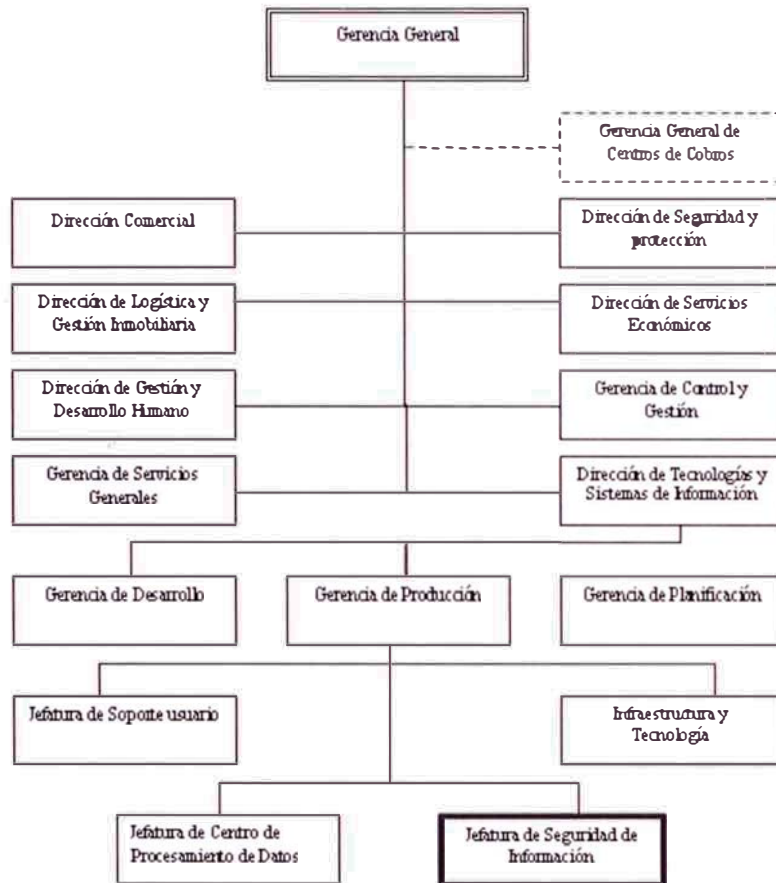 Gerencia General
Gerencia General de
Centros de Cobros
Dirección Comercial
Dirección de Seguridad y
protección
Dirección de Logística y
Gestión Inmobiliaria
Dirección de Servicios
Económicos
Dirección de Gestión y
Desarrollo Humano
Gerencia de Control y
Gestión
Gerencia de Servicios
Generales
Dirección de Tecnologías y
Sistemas de Información
Gerencia de Desarrollo
Gerencia de Producción
Gerencia de Planificación
Jefatura de Soporte usuario
Infraestructura y
Tecnología
Jefatura de Centro de
Procesamiento de Datos
Jefatura de Seguridad de
Información